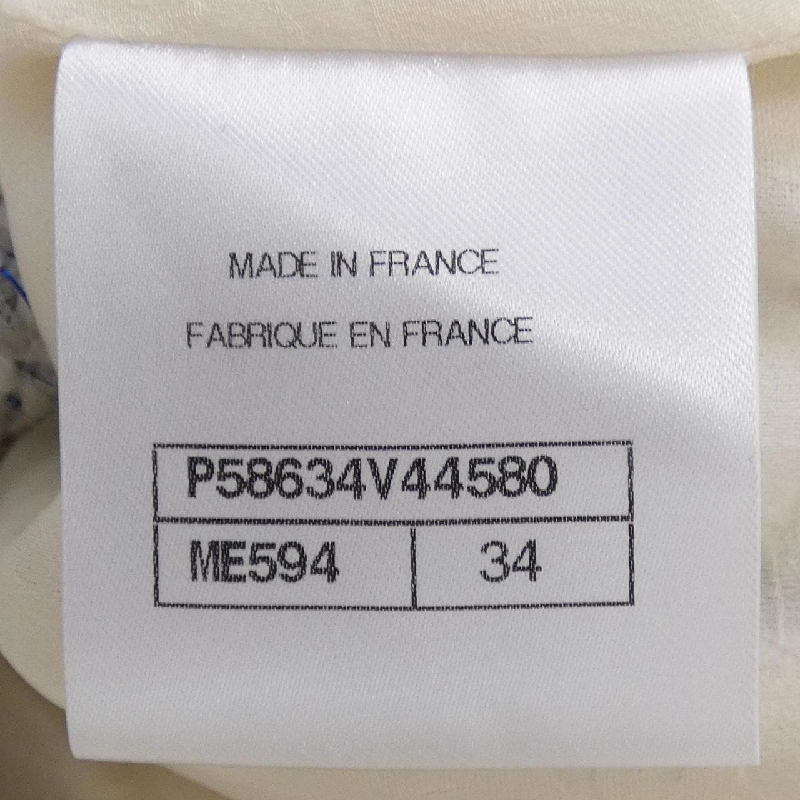 MADE IN FRANCE
FABRIQUE EN FRANCE
P58634V44580
ME594 34